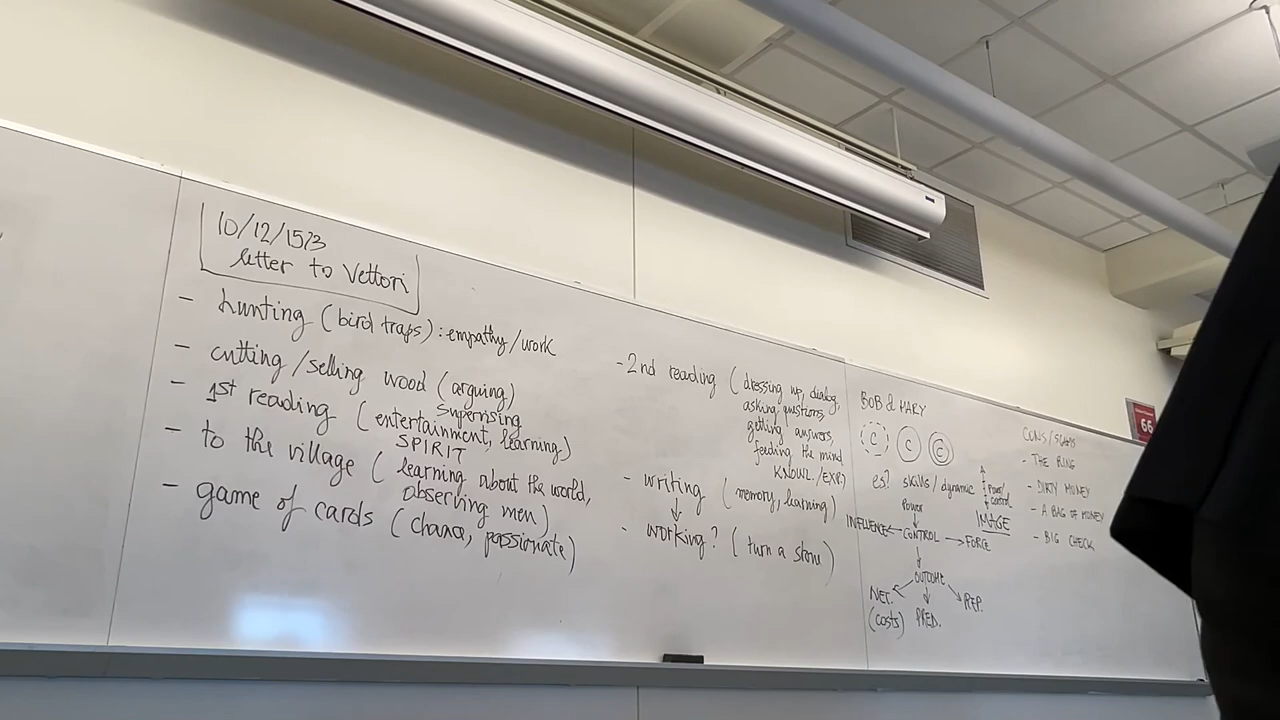 10/12/1513
letter to Vettori
- hunting (bird traps): empathy/work
- cutting/selling wood (arguing)
supervising
- 1st reading (entertainment, learning)
SPIRIT
- to the village (learning about the world,
observing men)
- game of cards (chance, passionate)
- 2nd reading (dressing up, dialog,
asking questions,
getting answers,
feeding the mind
KNOWL./EXP.)
- writing (memory, learning)
- working? (turn a stone)
BOB & MARY
C C C
es? skills/dynamic
Power/
control
Power
IMAGE
INFLUENCE ← CONTROL → FORCE
OUTCOME
NET. PRED. REP.
(costs)
CONS/SCAMS
- THE RING
- DIRTY MONEY
- A BAG OF MONEY
- BIG CHECK
66